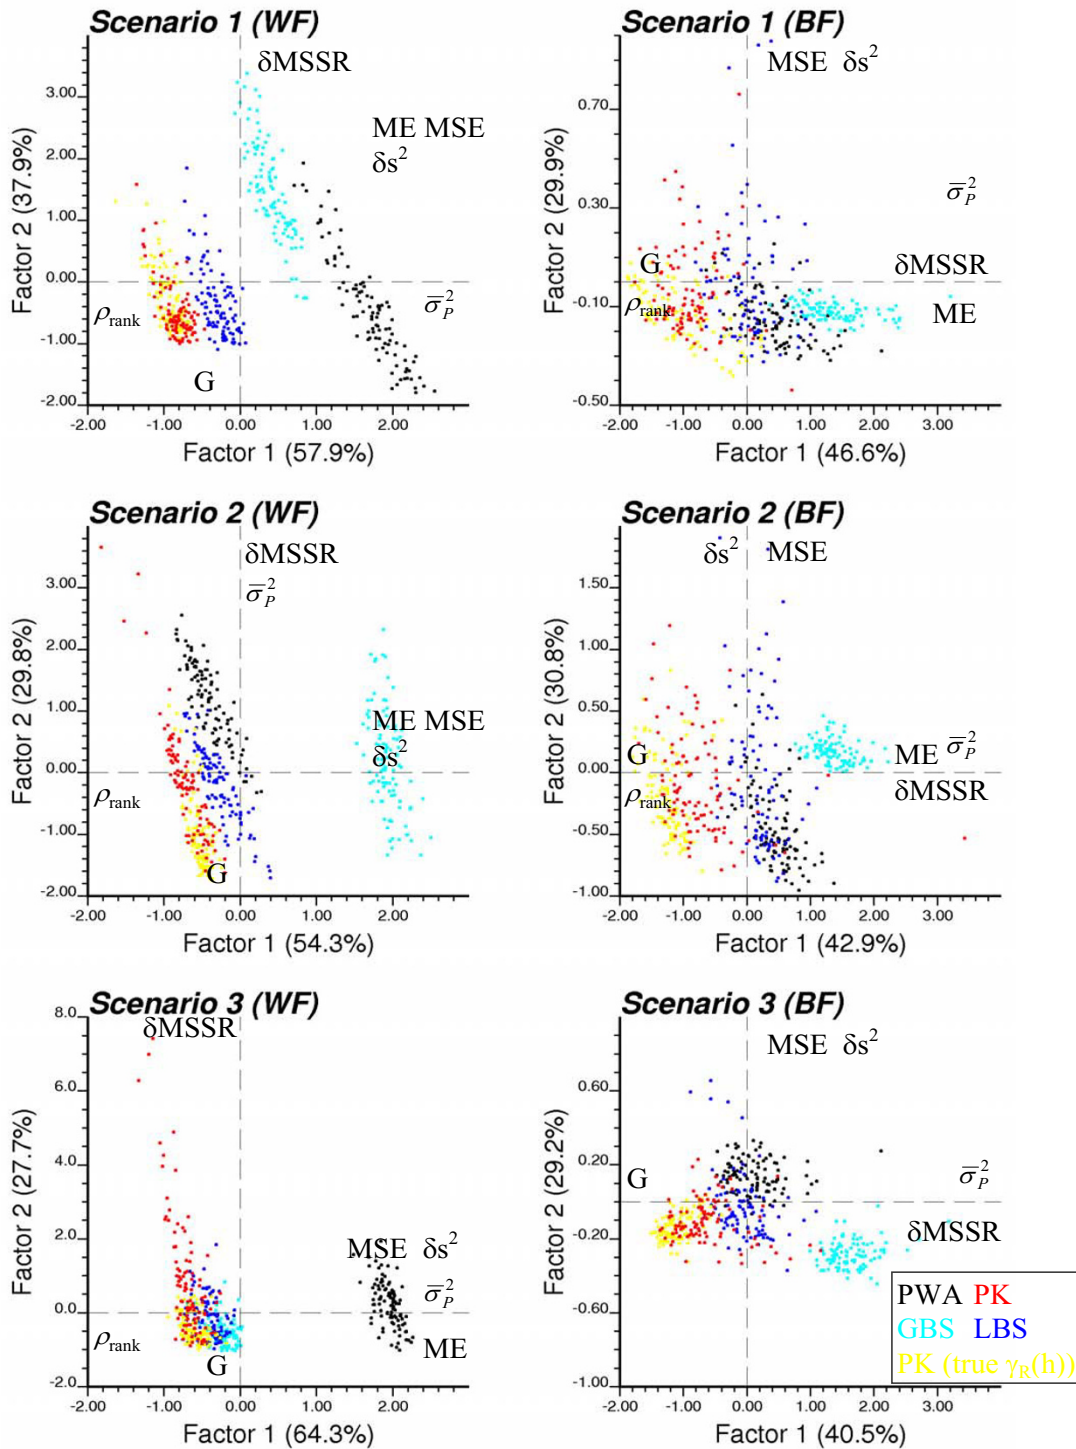 Scenario 1 (WF)
δMSSR
ME MSE
δs²
σ̄²_P
ρrank
G
Factor 2 (37.9%)
3.00
2.00
1.00
0.00
-1.00
-2.00
-2.00 -1.00 0.00 1.00 2.00
Factor 1 (57.9%)
Scenario 1 (BF)
MSE δs²
σ̄²_P
G
δMSSR
ρrank
ME
Factor 2 (29.9%)
0.70
0.30
-0.10
-0.50
-2.00 -1.00 0.00 1.00 2.00 3.00
Factor 1 (46.6%)
Scenario 2 (WF)
δMSSR
σ̄²_P
ME MSE
δs²
ρrank
G
Factor 2 (29.8%)
3.00
2.00
1.00
0.00
-1.00
-2.00
-2.00 -1.00 0.00 1.00 2.00
Factor 1 (54.3%)
Scenario 2 (BF)
δs² MSE
G
ME σ̄²_P
ρrank
δMSSR
Factor 2 (30.8%)
1.50
1.00
0.50
0.00
-0.50
-1.00
-2.00 -1.00 0.00 1.00 2.00 3.00
Factor 1 (42.9%)
Scenario 3 (WF)
δMSSR
MSE δs²
σ̄²_P
ρrank
ME
G
Factor 2 (27.7%)
8.0
6.0
4.0
2.0
0.0
-2.0
-2.00 -1.00 0.00 1.00 2.00
Factor 1 (64.3%)
Scenario 3 (BF)
MSE δs²
G
σ̄²_P
δMSSR
Factor 2 (29.2%)
0.60
0.20
-0.20
-0.60
-1.00
-2.00 -1.00 0.00 1.00 2.00 3.00
Factor 1 (40.5%)
PWA PK
GBS LBS
PK (true γR(h))